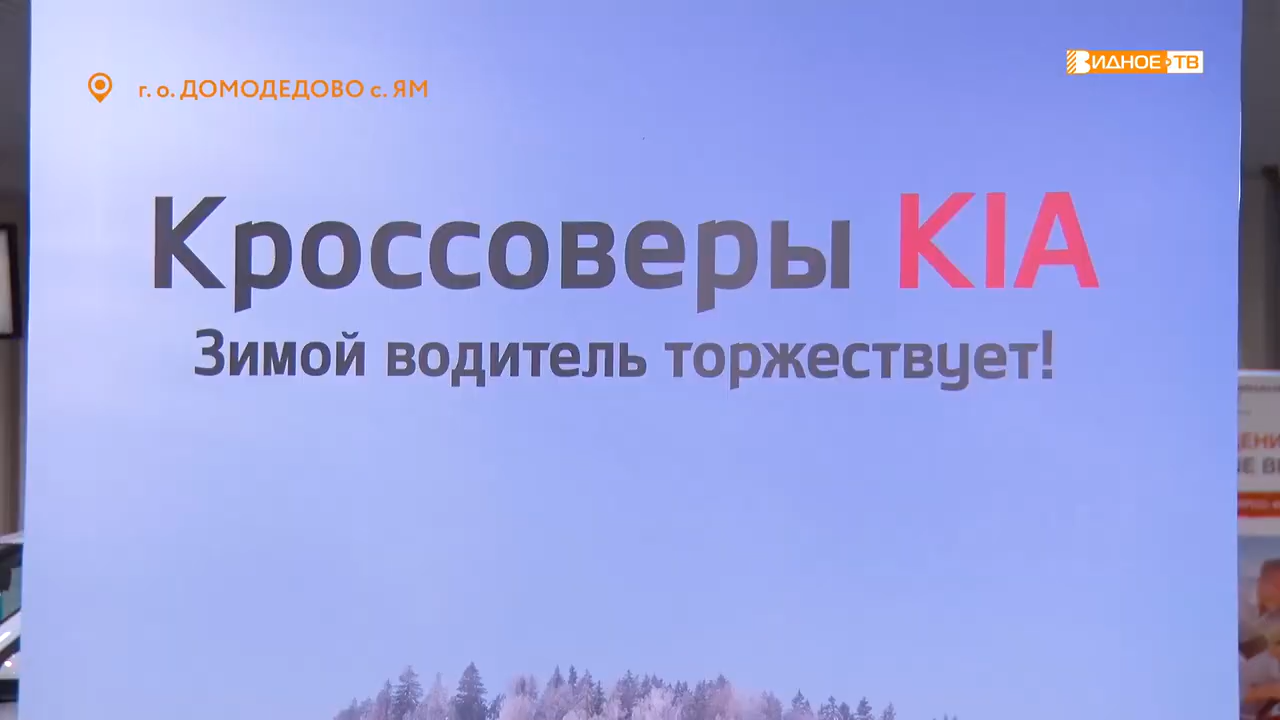 г. о. ДОМОДЕДОВО с. ЯМ
ВИДНОЕ ТВ
Кроссоверы KIA
Зимой водитель торжествует!